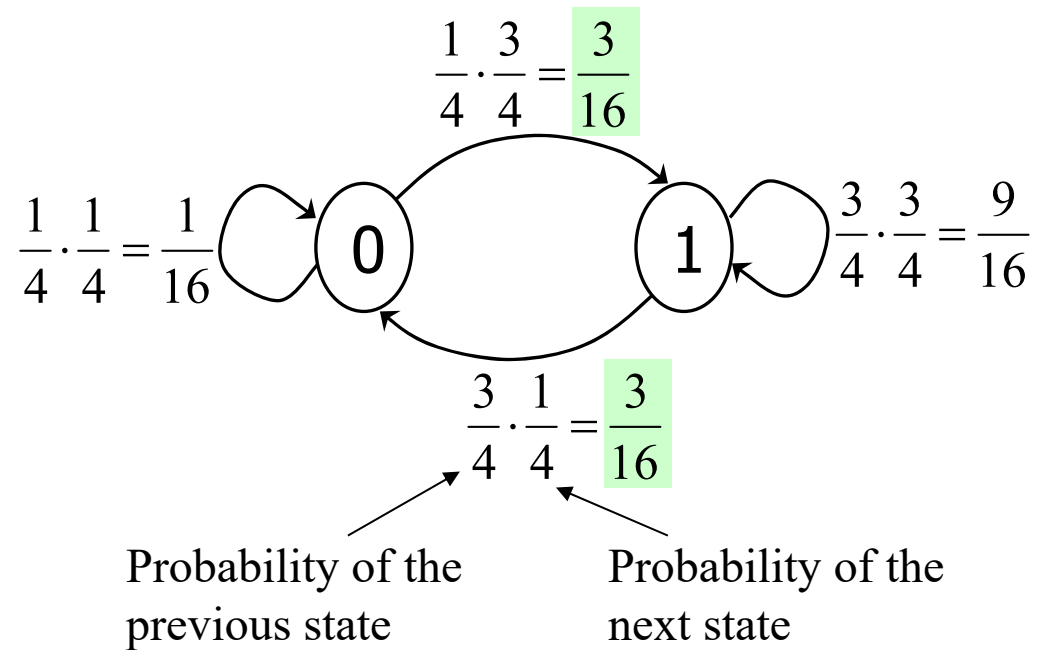 1/4 · 3/4 = 3/16
1/4 · 1/4 = 1/16
0
1
3/4 · 3/4 = 9/16
3/4 · 1/4 = 3/16
Probability of the
previous state
Probability of the
next state